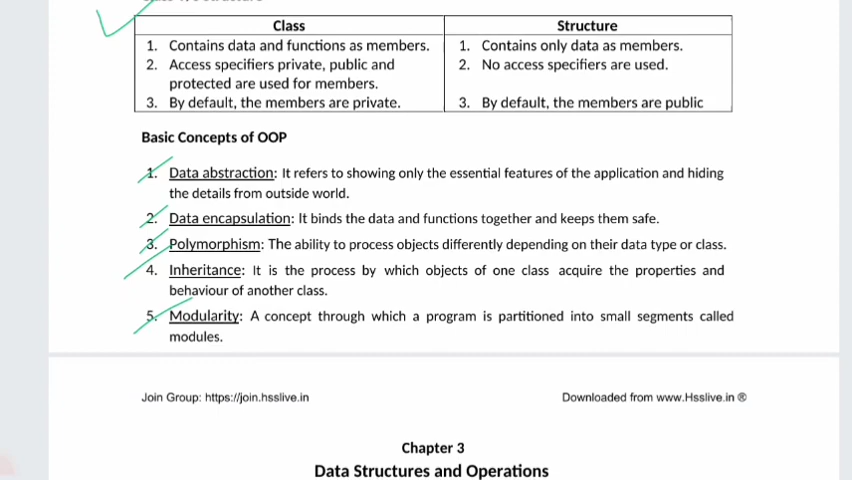 Class Structure
1. Contains data and functions as members. 1. Contains only data as members.
2. Access specifiers private, public and 2. No access specifiers are used.
protected are used for members.
3. By default, the members are private. 3. By default, the members are public
Basic Concepts of OOP
1. Data abstraction: It refers to showing only the essential features of the application and hiding
the details from outside world.
2. Data encapsulation: It binds the data and functions together and keeps them safe.
3. Polymorphism: The ability to process objects differently depending on their data type or class.
4. Inheritance: It is the process by which objects of one class acquire the properties and
behaviour of another class.
5. Modularity: A concept through which a program is partitioned into small segments called
modules.
Join Group: https://join.hsslive.in Downloaded from www.Hsslive.in ®
Chapter 3
Data Structures and Operations